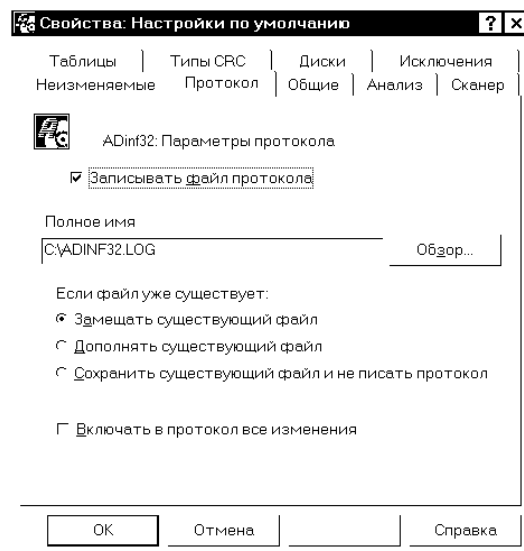 Свойства: Настройки по умолчанию ? ×
Таблицы Типы CRC Диски Исключения
Неизменяемые Протокол Общие Анализ Сканер
ADinf32: Параметры протокола
Записывать файл протокола
Полное имя
C:\ADINF32.LOG Обзор...
Если файл уже существует:
Замещать существующий файл
Дополнять существующий файл
Сохранить существующий файл и не писать протокол
Включать в протокол все изменения
OK Отмена Справка